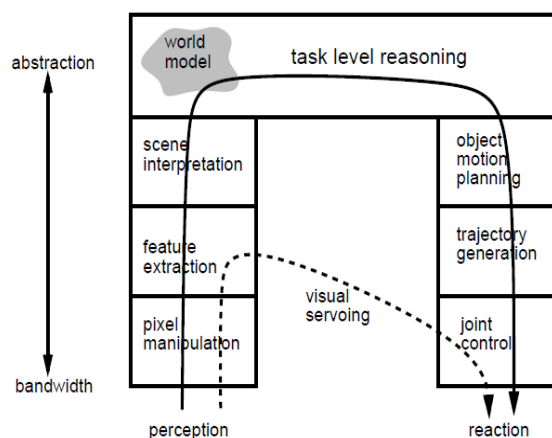 world
model
task level reasoning
abstraction
scene
interpretation
object
motion
planning
feature
extraction
trajectory
generation
visual
servoing
pixel
manipulation
joint
control
bandwidth
perception
reaction